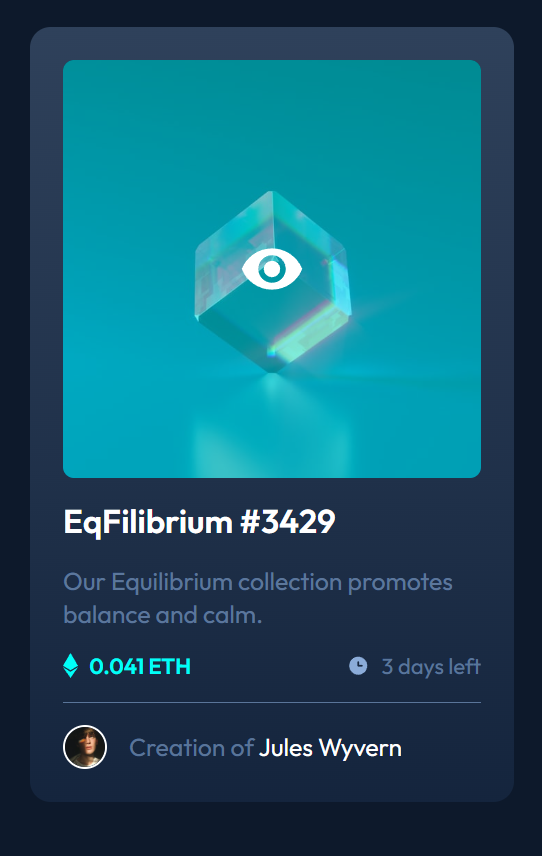 EqFilibrium #3429
Our Equilibrium collection promotes
balance and calm.
0.041 ETH
3 days left
Creation of Jules Wyvern